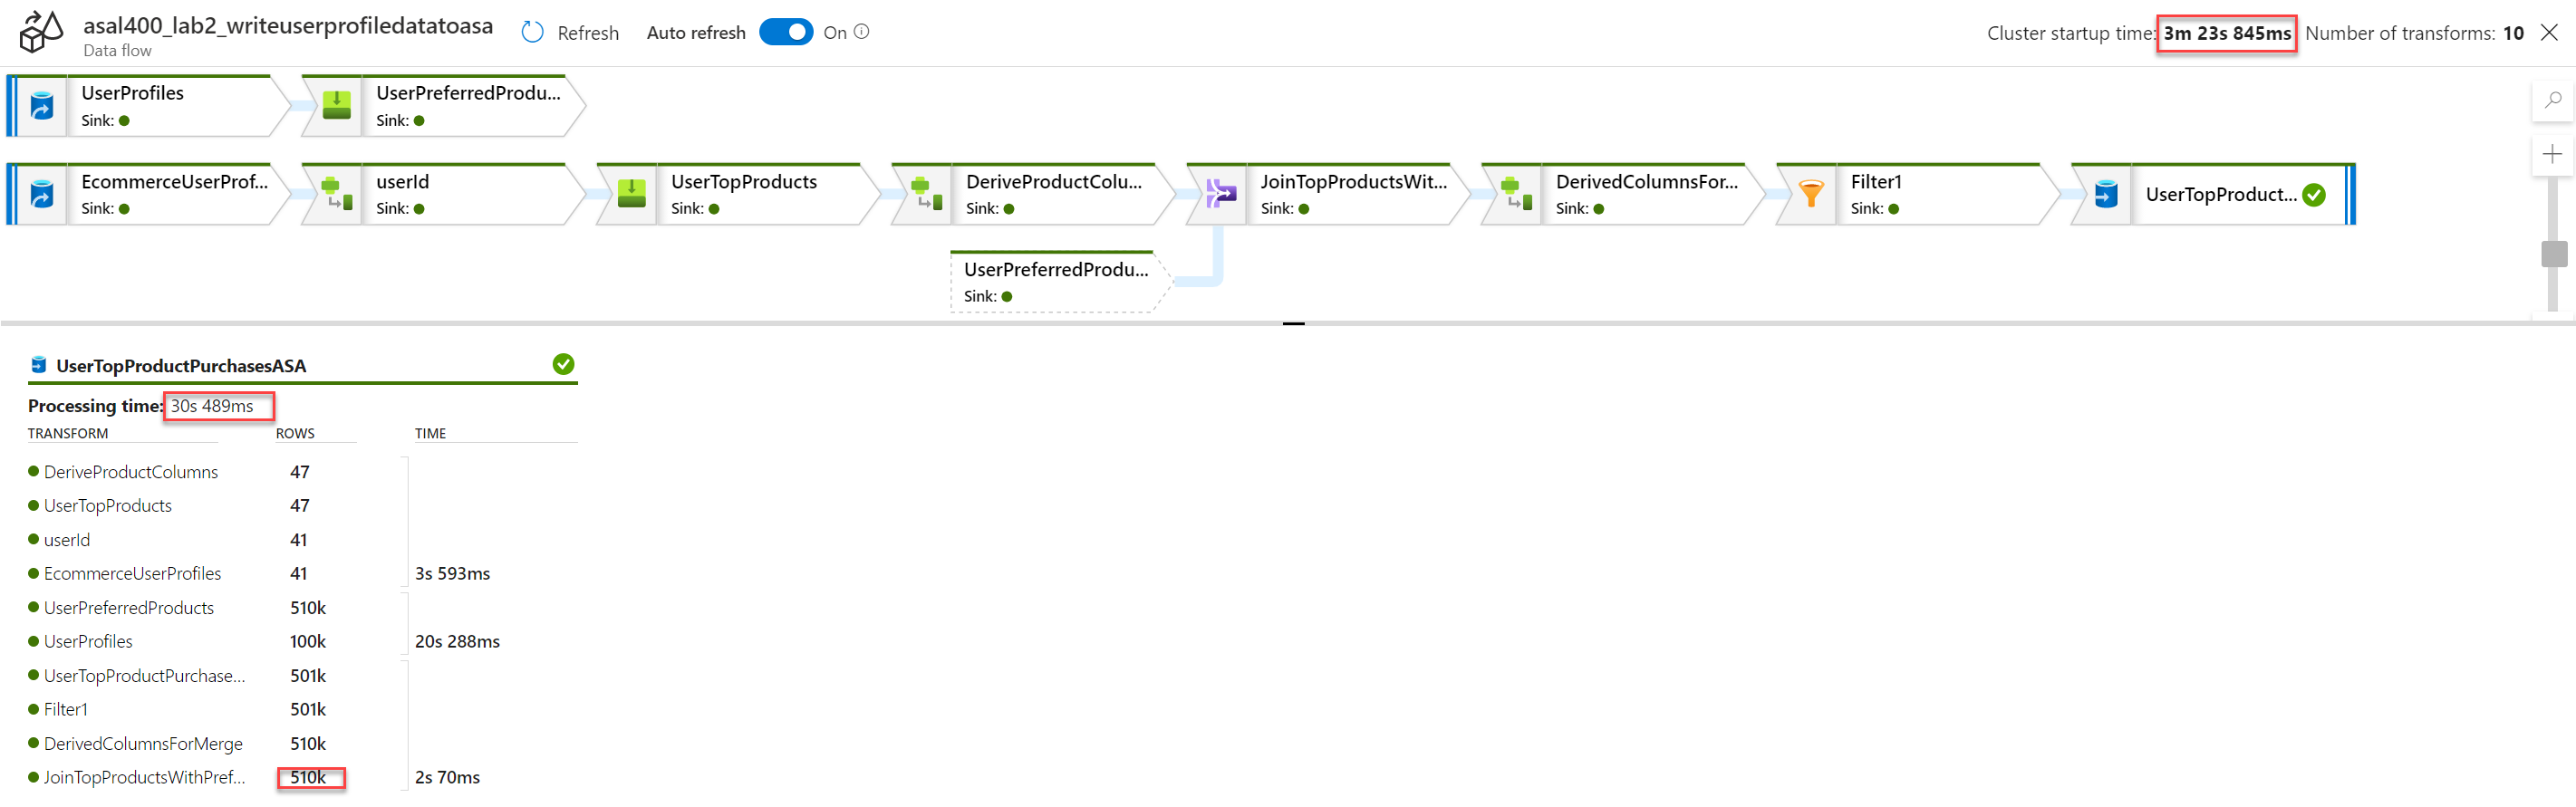 asal400_lab2_writeuserprofiledatatoasa
Data flow
Refresh
Auto refresh
On
Cluster startup time: 3m 23s 845ms Number of transforms: 10
UserProfiles
Sink:
UserPreferredProdu...
Sink:
EcommerceUserProf...
Sink:
userId
Sink:
UserTopProducts
Sink:
DeriveProductColu...
Sink:
JoinTopProductsWit...
Sink:
DerivedColumnsFor...
Sink:
Filter1
Sink:
UserTopProduct...
UserPreferredProdu...
Sink:
UserTopProductPurchasesASA
Processing time: 30s 489ms
TRANSFORM ROWS TIME
DeriveProductColumns 47
UserTopProducts 47
userId 41
EcommerceUserProfiles 41 3s 593ms
UserPreferredProducts 510k
UserProfiles 100k 20s 288ms
UserTopProductPurchase... 501k
Filter1 501k
DerivedColumnsForMerge 510k
JoinTopProductsWithPref... 510k 2s 70ms